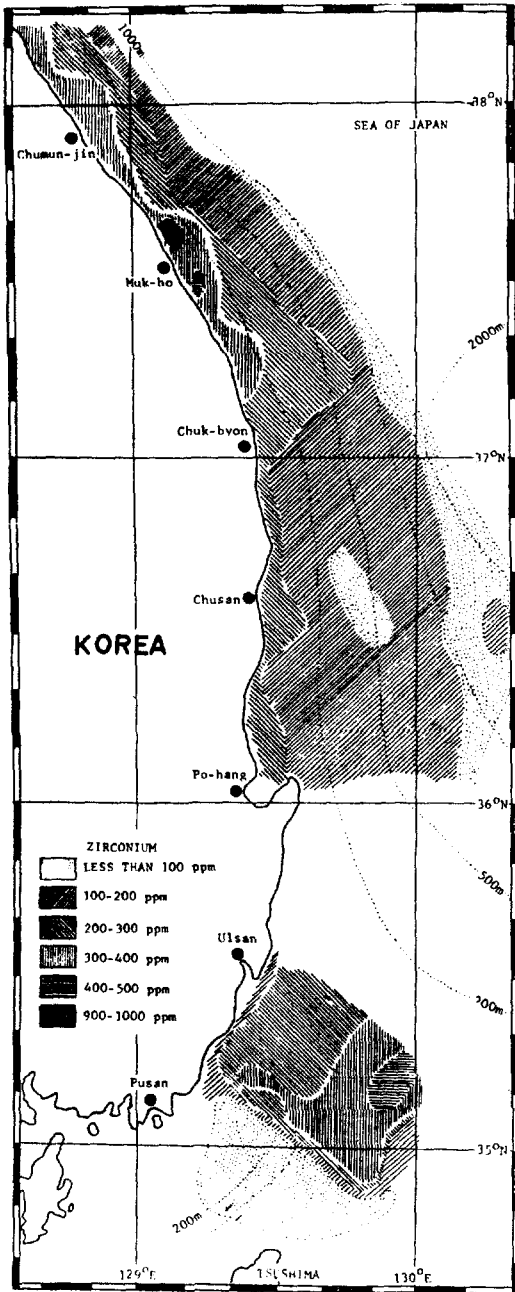 1000m
38°N
SEA OF JAPAN
Chumun-jin
Muk-ho
2000m
Chuk-byon
37°N
Chusan
KOREA
Po-hang
36°N
ZIRCONIUM
LESS THAN 100 ppm
100-200 ppm
200-300 ppm
300-400 ppm
400-500 ppm
900-1000 ppm
500m
Ulsan
200m
Pusan
35°N
200m
129°E
TSUSHIMA
130°E